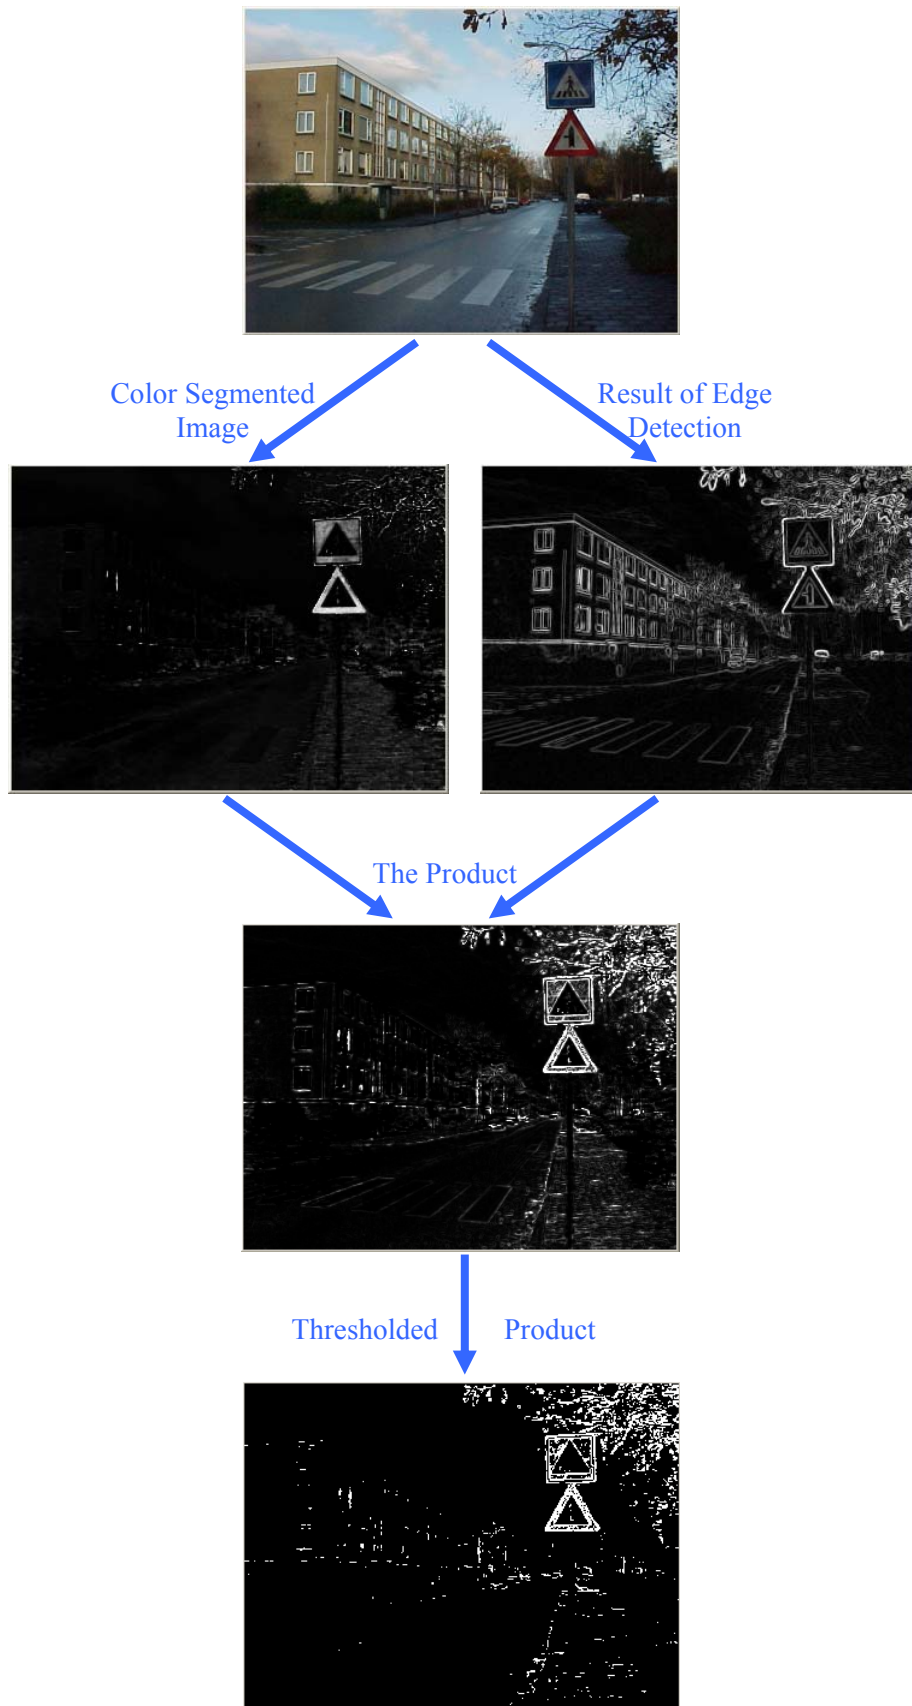 Color Segmented
Image
Result of Edge
Detection
The Product
Thresholded Product